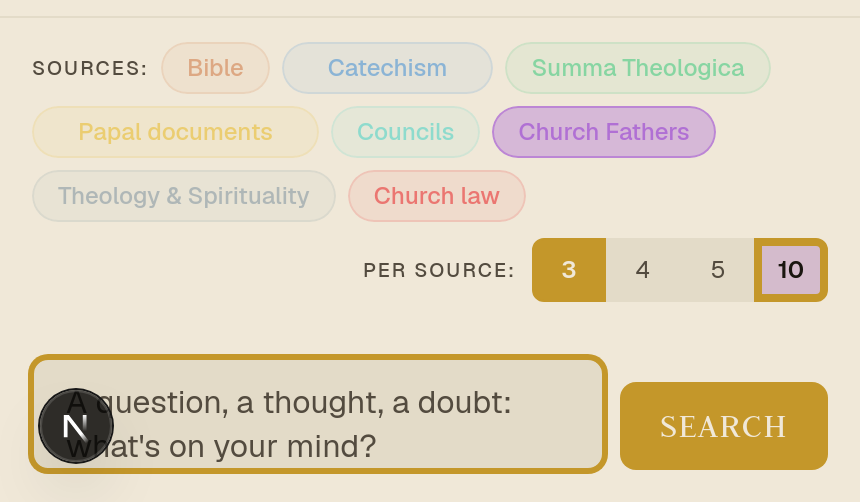 SOURCES: Bible Catechism Summa Theologica
Papal documents Councils Church Fathers
Theology & Spirituality Church law
PER SOURCE: 3 4 5 10
A question, a thought, a doubt:
what's on your mind?
N
SEARCH